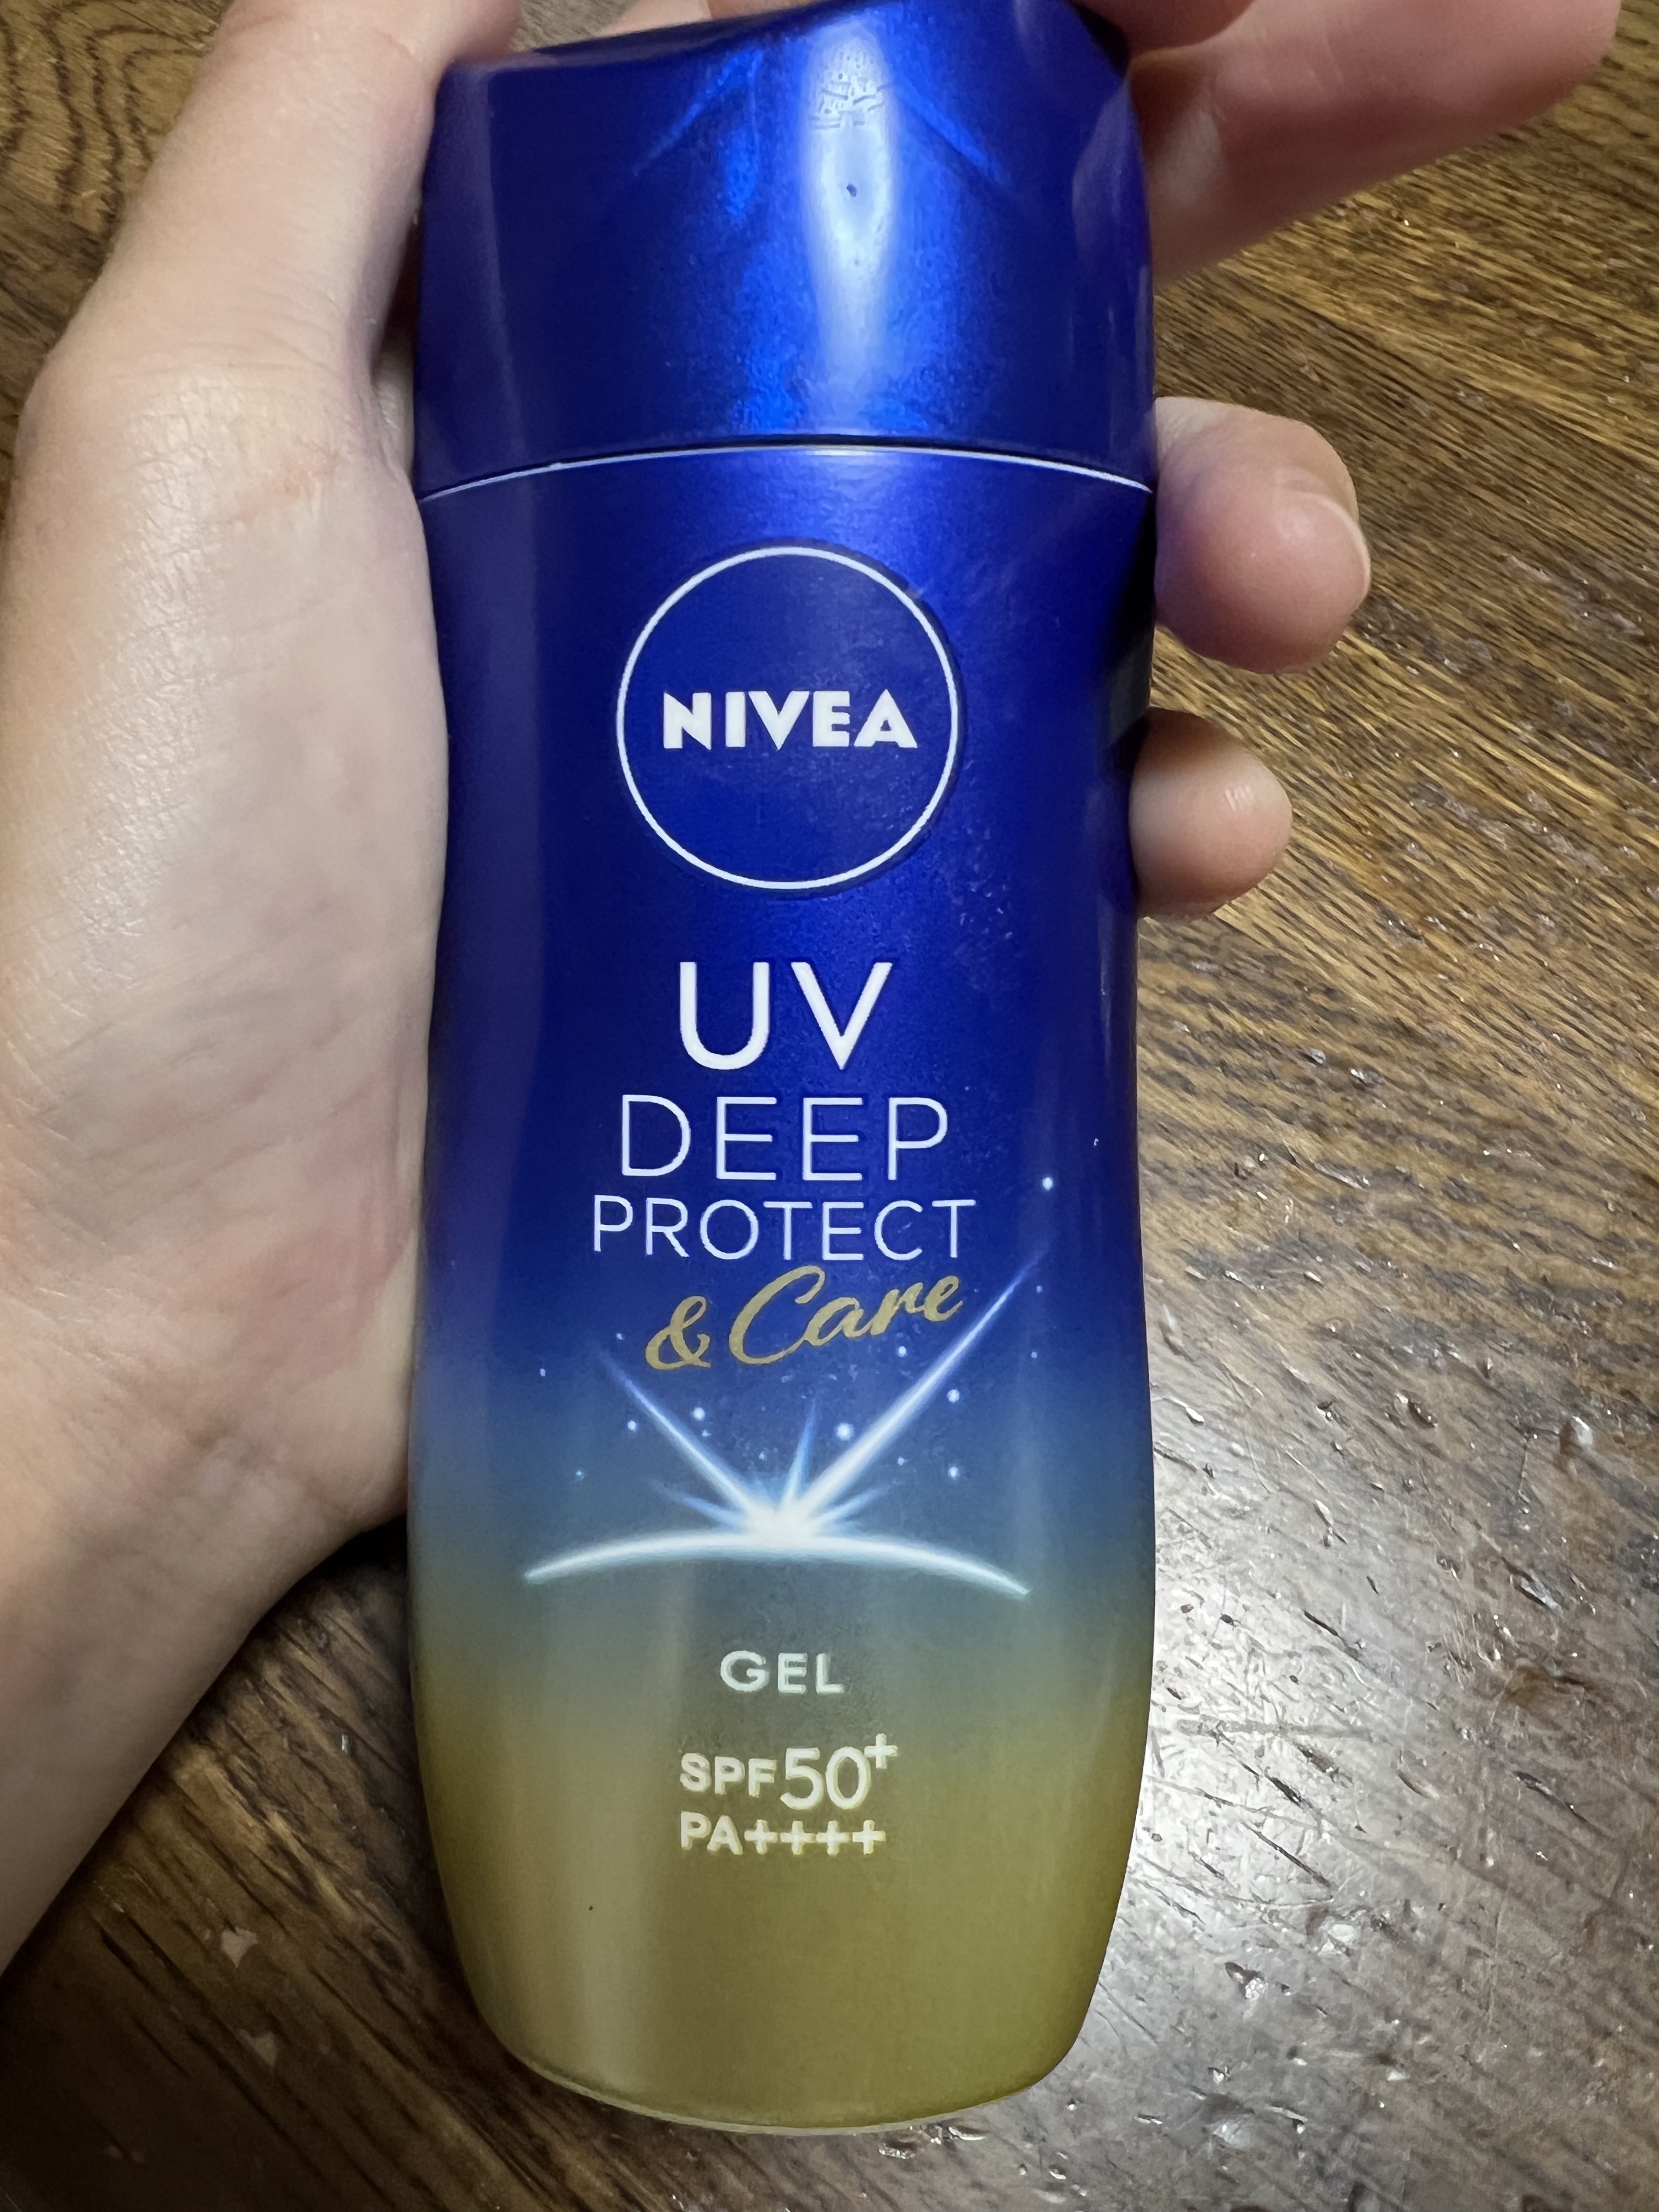 NIVEA
UV
DEEP
PROTECT
& Care
GEL
SPF50+
PA++++